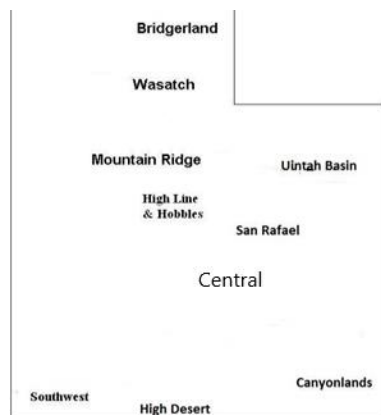 Bridgerland
Wasatch
Mountain Ridge
Uintah Basin
High Line
& Hobbles
San Rafael
Central
Canyonlands
Southwest
High Desert